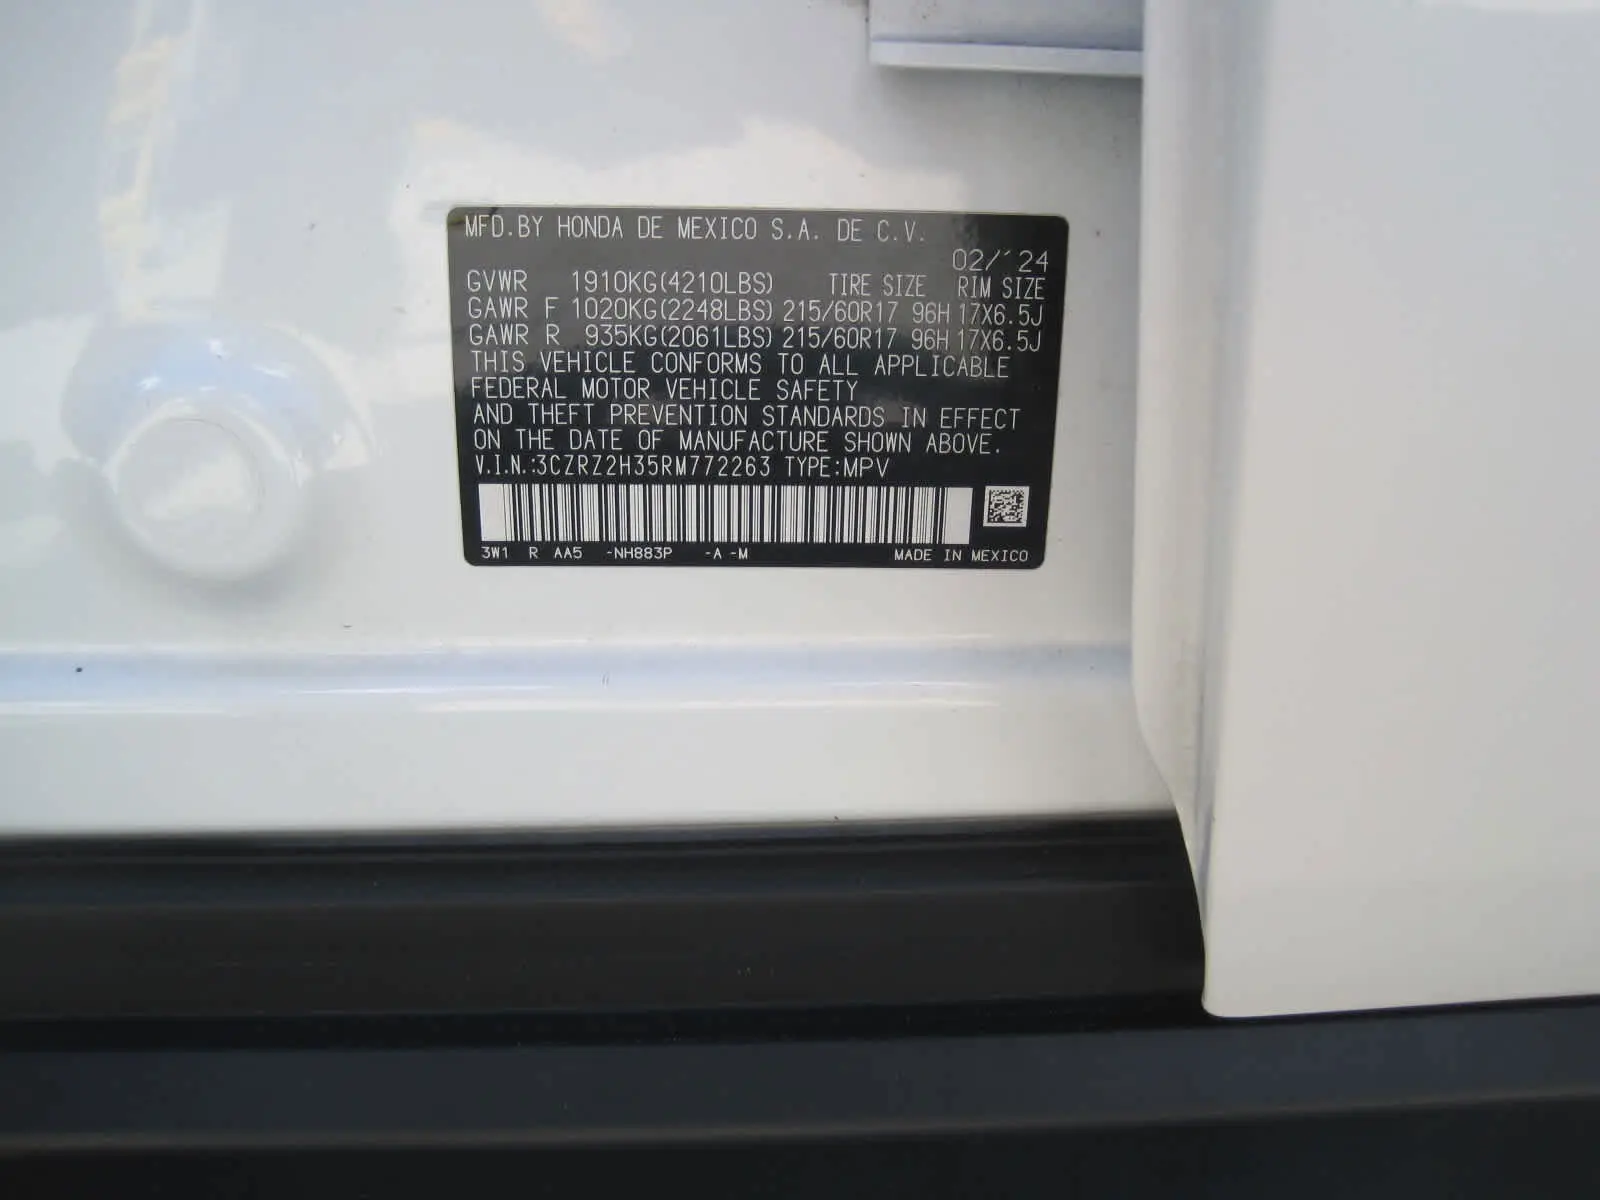 MFD.BY HONDA DE MEXICO S.A. DE C.V.
02/´24
GVWR 1910KG(4210LBS) TIRE SIZE RIM SIZE
GAWR F 1020KG(2248LBS) 215/60R17 96H 17X6.5J
GAWR R 935KG(2061LBS) 215/60R17 96H 17X6.5J
THIS VEHICLE CONFORMS TO ALL APPLICABLE
FEDERAL MOTOR VEHICLE SAFETY
AND THEFT PREVENTION STANDARDS IN EFFECT
ON THE DATE OF MANUFACTURE SHOWN ABOVE.
V.I.N.:3CZRZ2H35RM772263 TYPE:MPV
3W1 R AA5 -NH883P -A -M MADE IN MEXICO